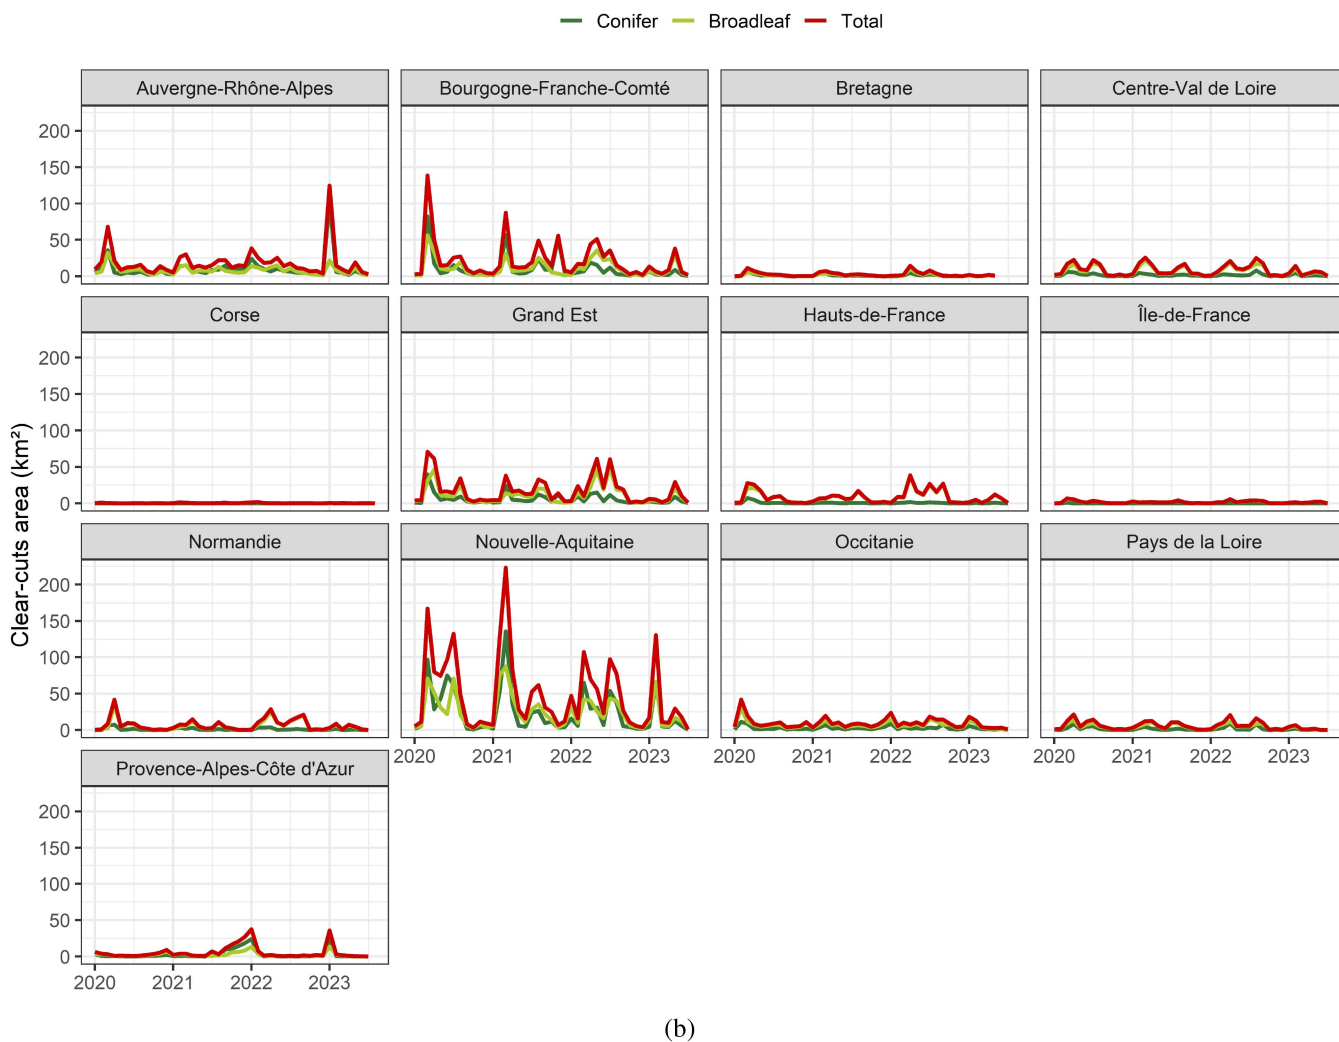 Conifer Broadleaf Total
Auvergne-Rhône-Alpes Bourgogne-Franche-Comté Bretagne Centre-Val de Loire
200
150
100
50
0
Corse Grand Est Hauts-de-France Île-de-France
200
150
100
50
0
Clear-cuts area (km²)
Normandie Nouvelle-Aquitaine Occitanie Pays de la Loire
200
150
100
50
0
2020 2021 2022 2023 2020 2021 2022 2023 2020 2021 2022 2023
Provence-Alpes-Côte d'Azur
200
150
100
50
0
2020 2021 2022 2023
(b)